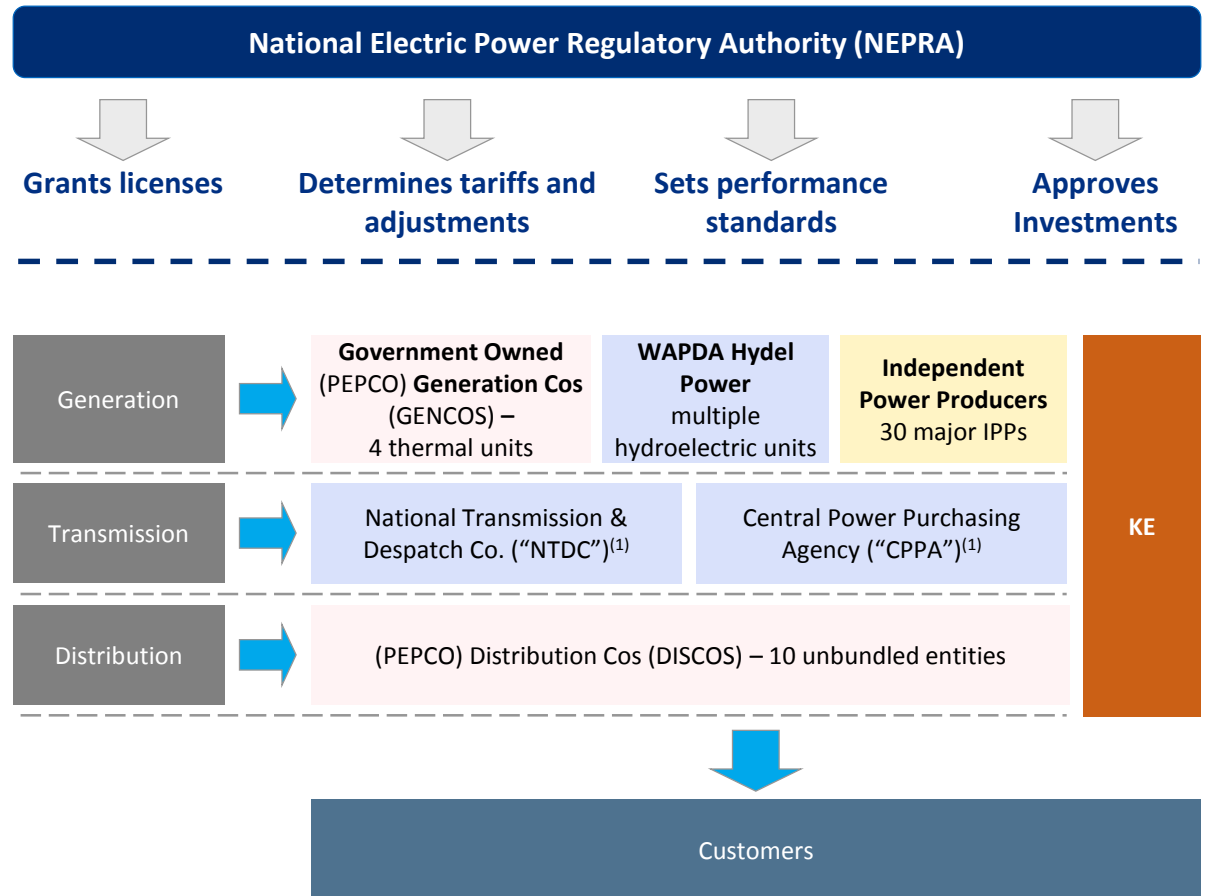 National Electric Power Regulatory Authority (NEPRA)
Grants licenses
Determines tariffs and
adjustments
Sets performance
standards
Approves
Investments
Generation
Government Owned
(PEPCO) Generation Cos
(GENCOS) –
4 thermal units
WAPDA Hydel
Power
multiple
hydroelectric units
Independent
Power Producers
30 major IPPs
KE
Transmission
National Transmission &
Despatch Co. (“NTDC”)(1)
Central Power Purchasing
Agency (“CPPA”)(1)
Distribution
(PEPCO) Distribution Cos (DISCOS) – 10 unbundled entities
Customers